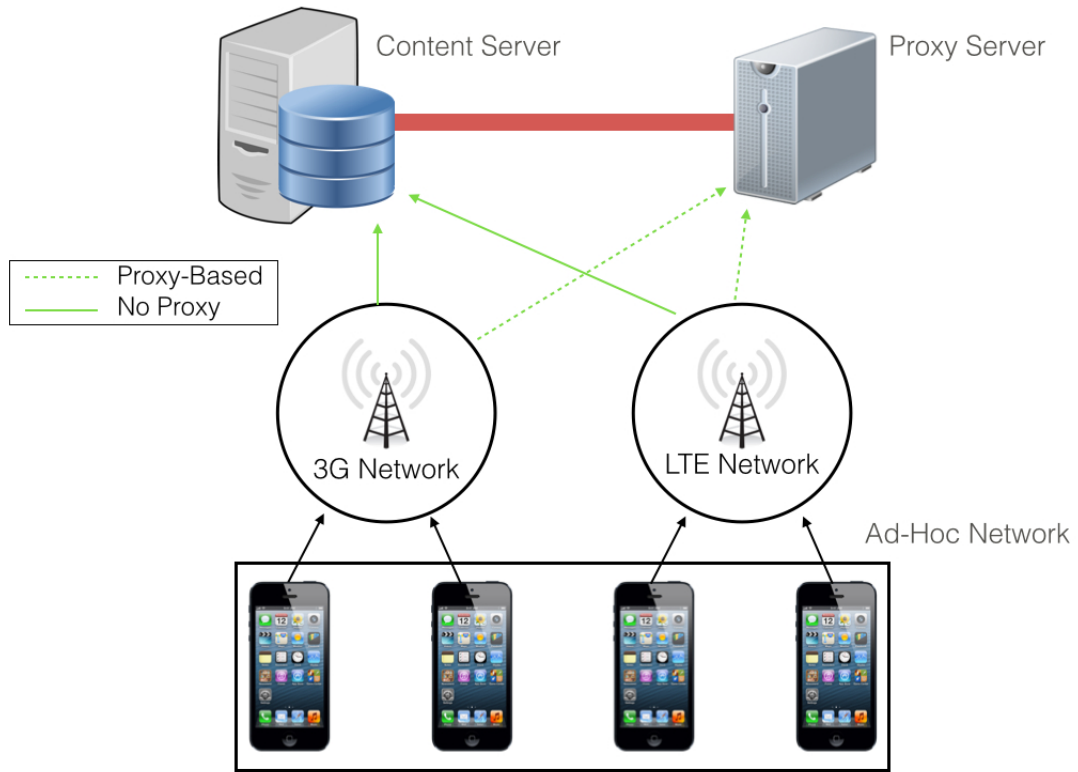 Content Server
Proxy Server
Proxy-Based
No Proxy
3G Network
LTE Network
Ad-Hoc Network